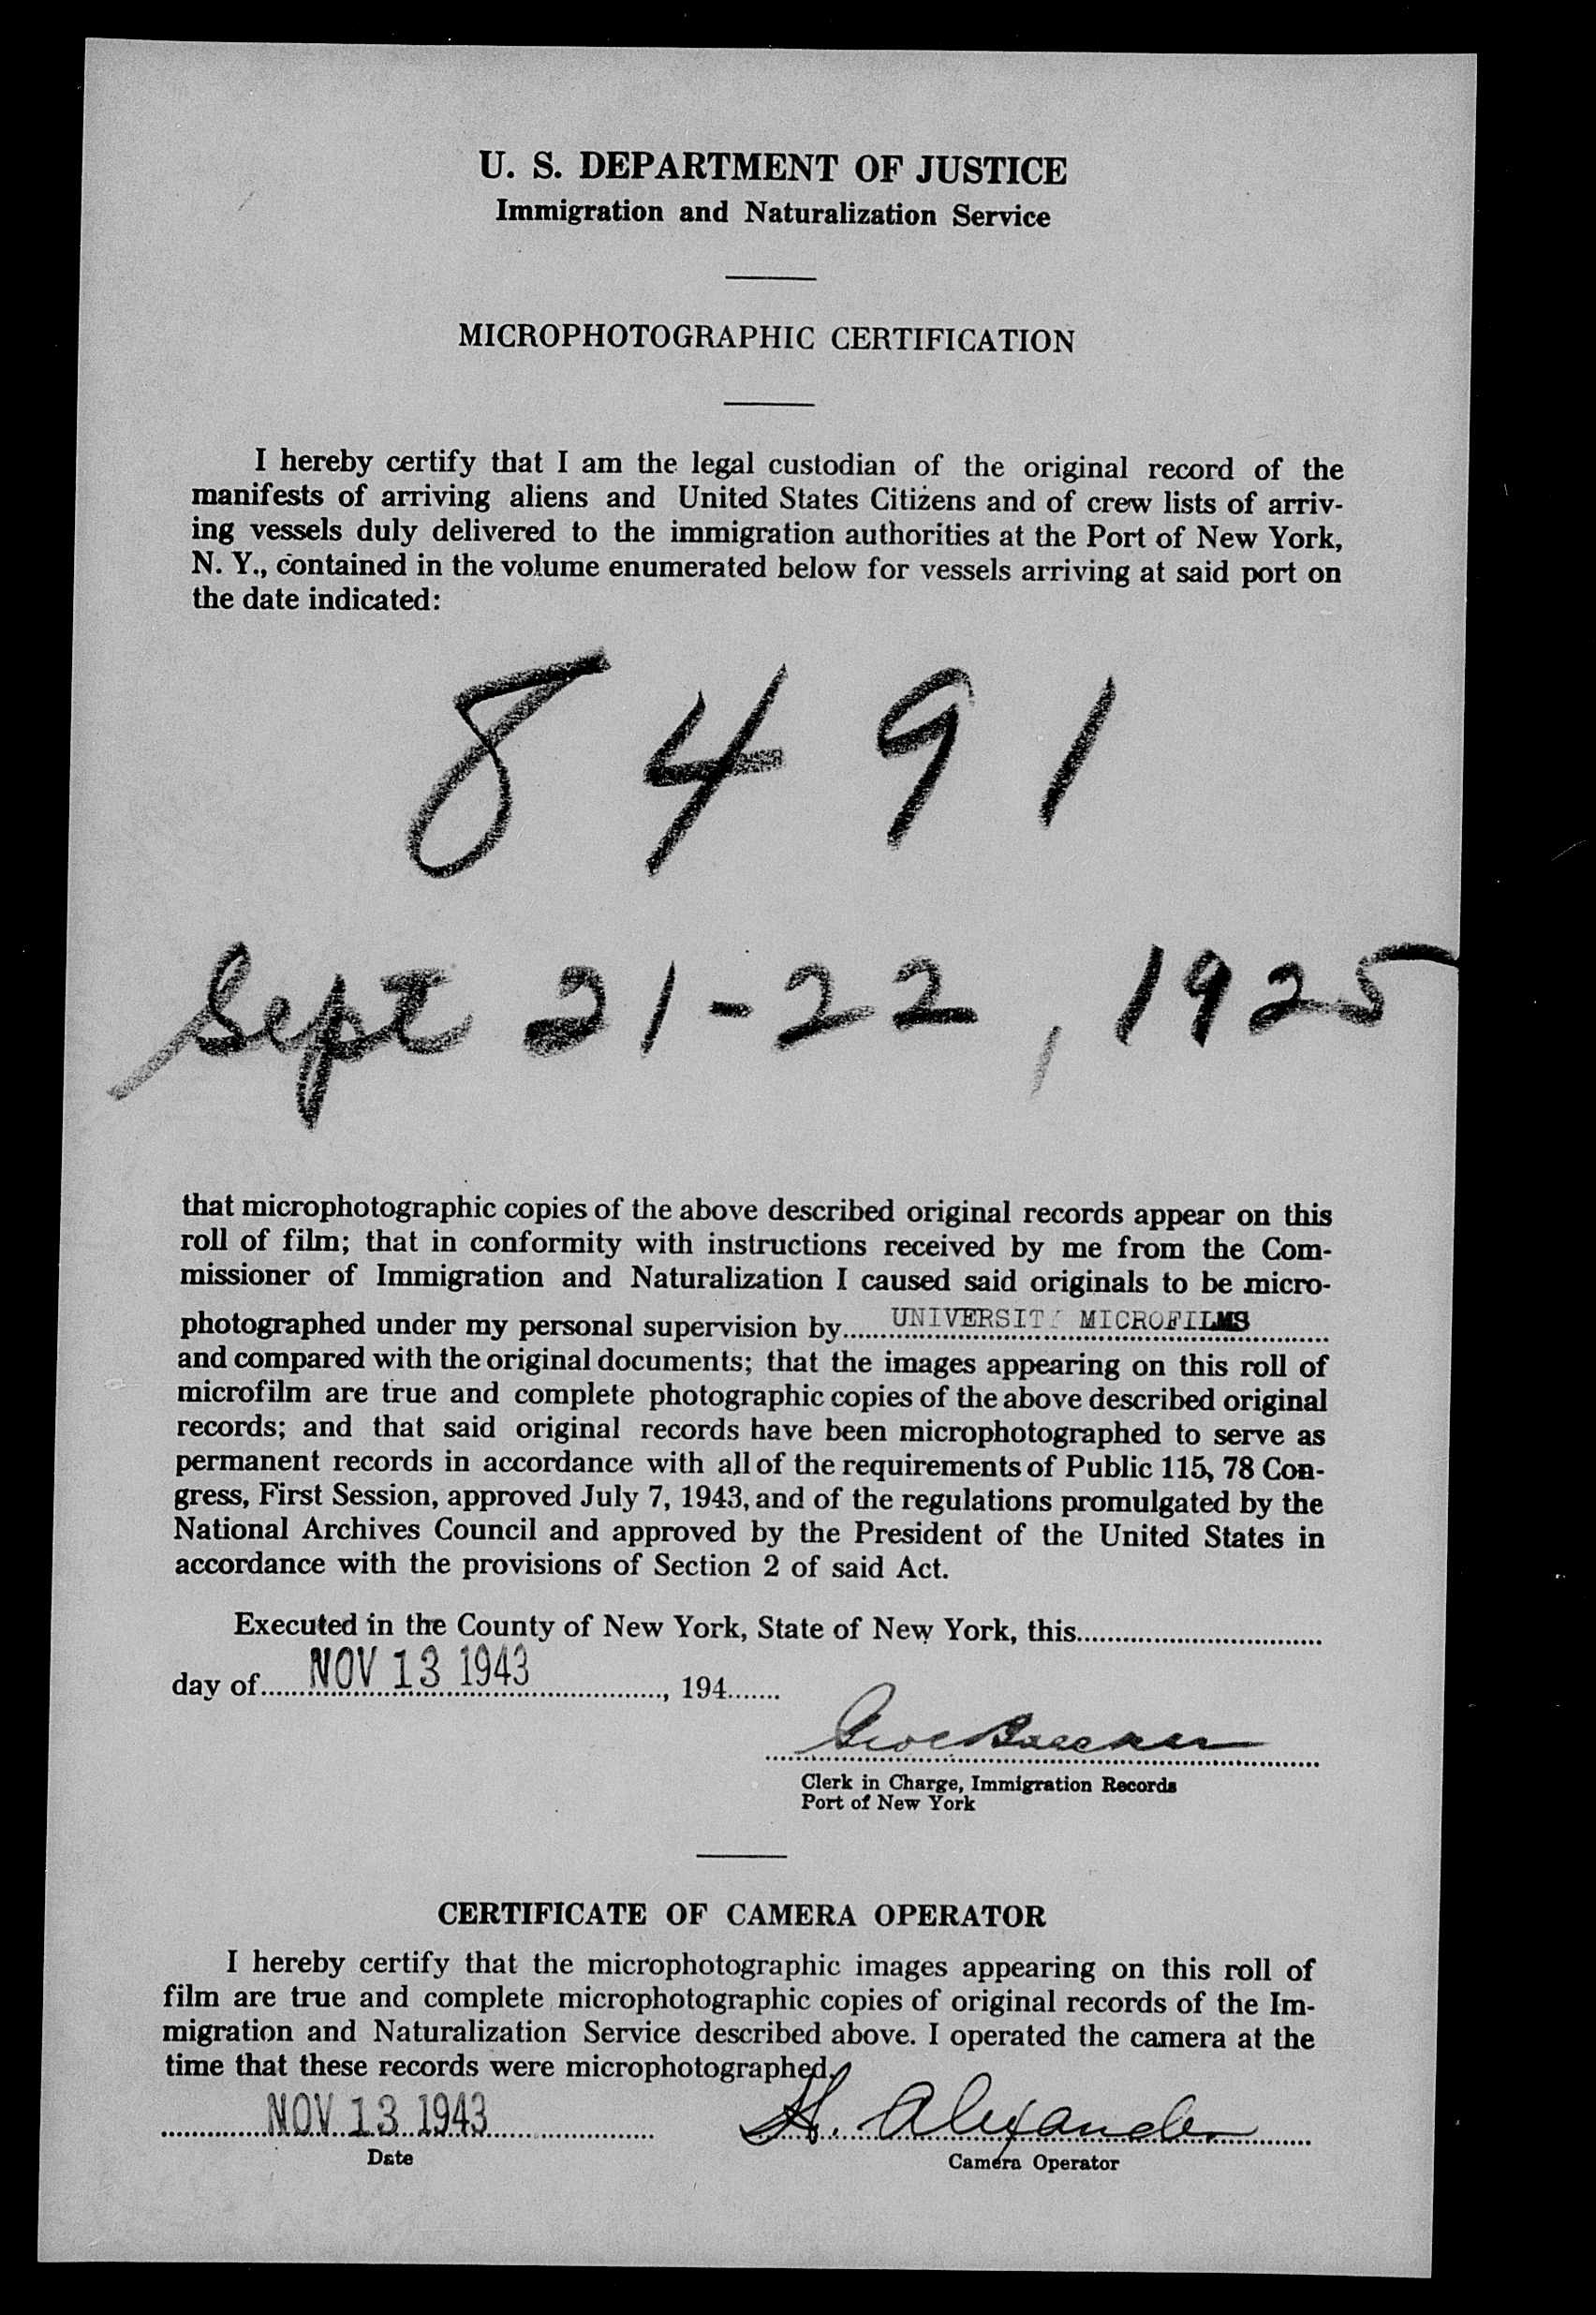 U. S. DEPARTMENT OF JUSTICE
Immigration and Naturalization Service
MICROPHOTOGRAPHIC CERTIFICATION
I hereby certify that I am the legal custodian of the original record of the
manifests of arriving aliens and United States Citizens and of crew lists of arriv-
ing vessels duly delivered to the immigration authorities at the Port of New York,
N. Y., contained in the volume enumerated below for vessels arriving at said port on
the date indicated:
8491
Sept 21-22, 1925
that microphotographic copies of the above described original records appear on this
roll of film; that in conformity with instructions received by me from the Com-
missioner of Immigration and Naturalization I caused said originals to be micro-
photographed under my personal supervision by UNIVERSITY MICROFILMS
and compared with the original documents; that the images appearing on this roll of
microfilm are true and complete photographic copies of the above described original
records; and that said original records have been microphotographed to serve as
permanent records in accordance with all of the requirements of Public 115, 78 Con-
gress, First Session, approved July 7, 1943, and of the regulations promulgated by the
National Archives Council and approved by the President of the United States in
accordance with the provisions of Section 2 of said Act.
Executed in the County of New York, State of New York, this
day of NOV 13 1943, 194
Clerk in Charge, Immigration Records
Port of New York
CERTIFICATE OF CAMERA OPERATOR
I hereby certify that the microphotographic images appearing on this roll of
film are true and complete microphotographic copies of original records of the Im-
migration and Naturalization Service described above. I operated the camera at the
time that these records were microphotographed.
NOV 13 1943 H. Alexander
Date Camera Operator